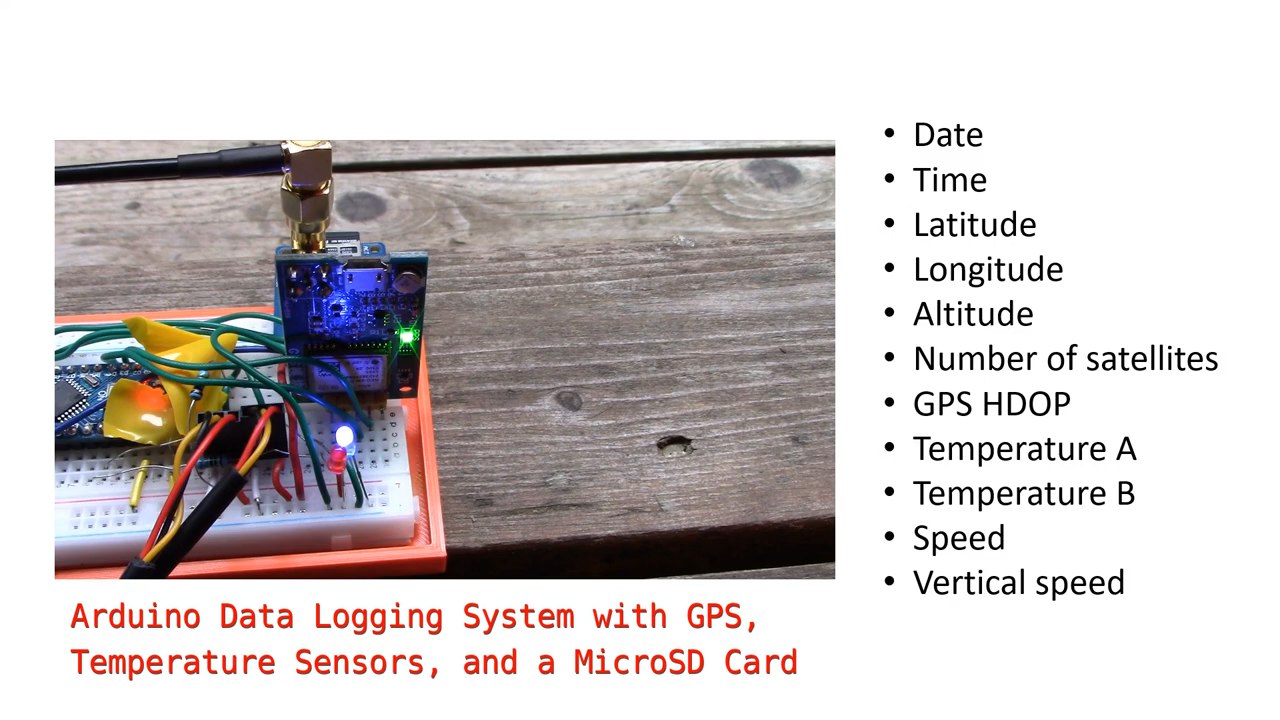 Arduino Data Logging System with GPS,
Temperature Sensors, and a MicroSD Card
• Date
• Time
• Latitude
• Longitude
• Altitude
• Number of satellites
• GPS HDOP
• Temperature A
• Temperature B
• Speed
• Vertical speed